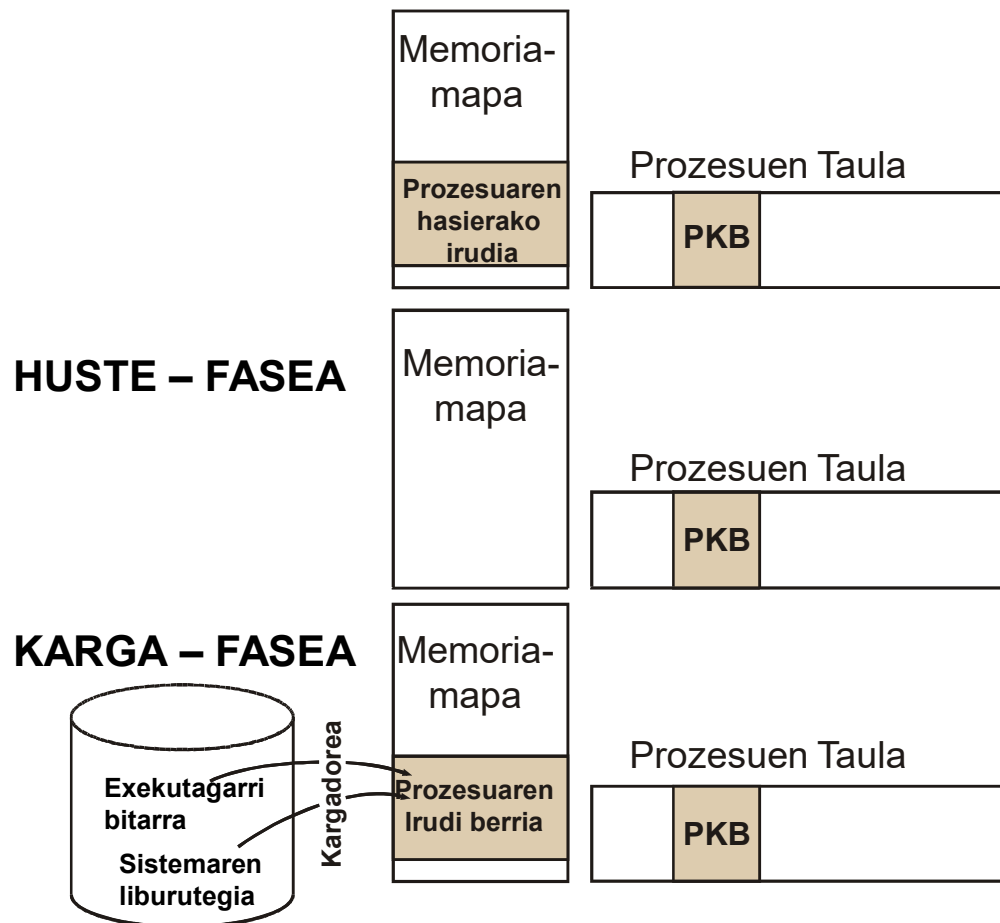 Memoria-
mapa
Prozesuaren
hasierako
irudia
Prozesuen Taula
PKB
HUSTE – FASEA
Memoria-
mapa
Prozesuen Taula
PKB
KARGA – FASEA
Memoria-
mapa
Exekutagarri
bitarra
Sistemaren
liburutegia
Kargadorea
Prozesuaren
Irudi berria
Prozesuen Taula
PKB